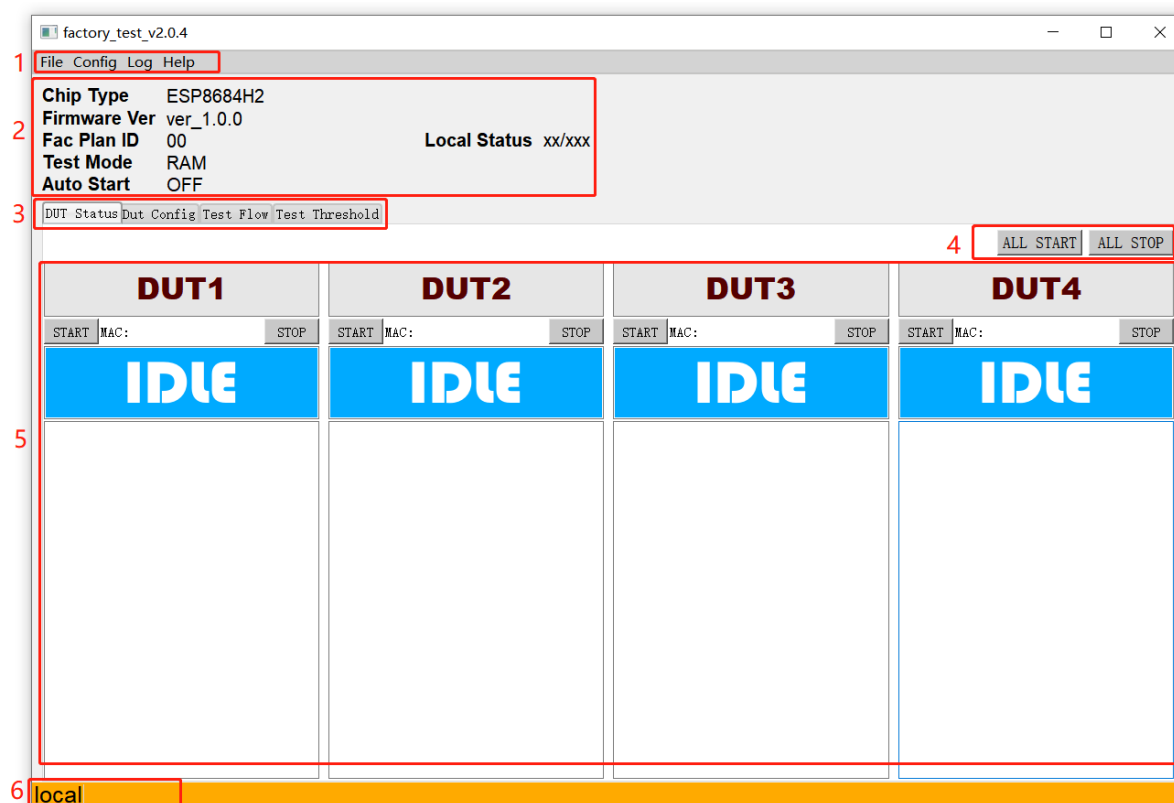 factory_test_v2.0.4
1 File Config Log Help
2
Chip Type ESP8684H2
Firmware Ver ver_1.0.0
Fac Plan ID 00 Local Status xx/xxx
Test Mode RAM
Auto Start OFF
3 DUT Status Dut Config Test Flow Test Threshold
4 ALL START ALL STOP
DUT1 DUT2 DUT3 DUT4
START MAC: STOP START MAC: STOP START MAC: STOP START MAC: STOP
IDLE IDLE IDLE IDLE
5
6 local